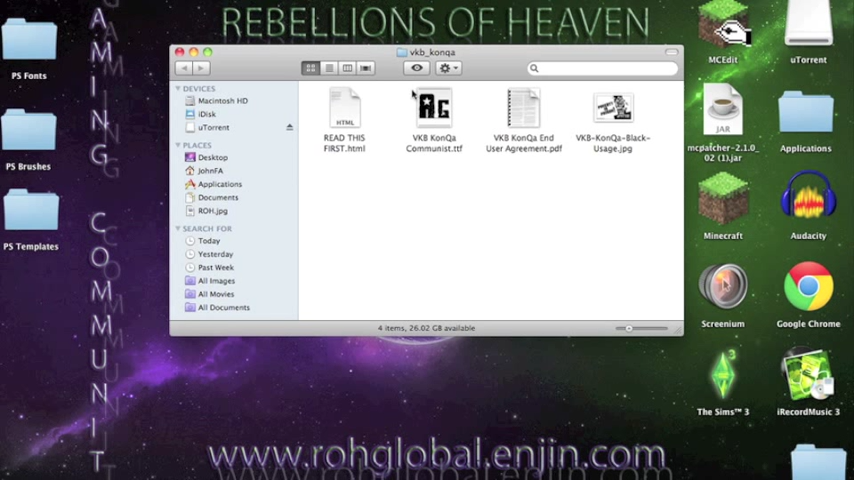 REBELLIONS OF HEAVEN
AMING COMMUNIT
PS Fonts
PS Brushes
PS Templates
vkb_konqa
DEVICES
Macintosh HD
iDisk
uTorrent
PLACES
Desktop
JohnFA
Applications
Documents
ROH.jpg
SEARCH FOR
Today
Yesterday
Past Week
All Images
All Movies
All Documents
HTML
READ THIS
FIRST.html
VKB KonQa
Communist.ttf
VKB KonQa End
User Agreement.pdf
VKB-KonQa-Black-
Usage.jpg
4 items, 26.02 GB available
MCEdit
uTorrent
JAR
mcpatcher-2.1.0_
02 (1).jar
Applications
Minecraft
Audacity
Screenium
Google Chrome
3
The Sims™ 3
iRecordMusic 3
www.rohglobal.enjin.com